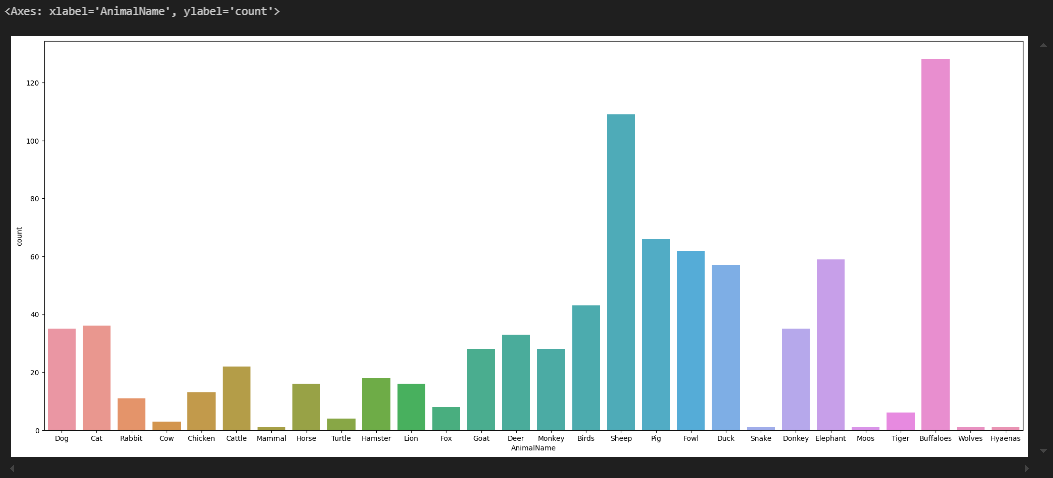 <Axes: xlabel='AnimalName', ylabel='count'>
120
100
80
60
40
20
0
count
Dog Cat Rabbit Cow Chicken Cattle Mammal Horse Turtle Hamster Lion Fox Goat Deer Monkey Birds Sheep Pig Fowl Duck Snake Donkey Elephant Moos Tiger Buffaloes Wolves Hyaenas
AnimalName